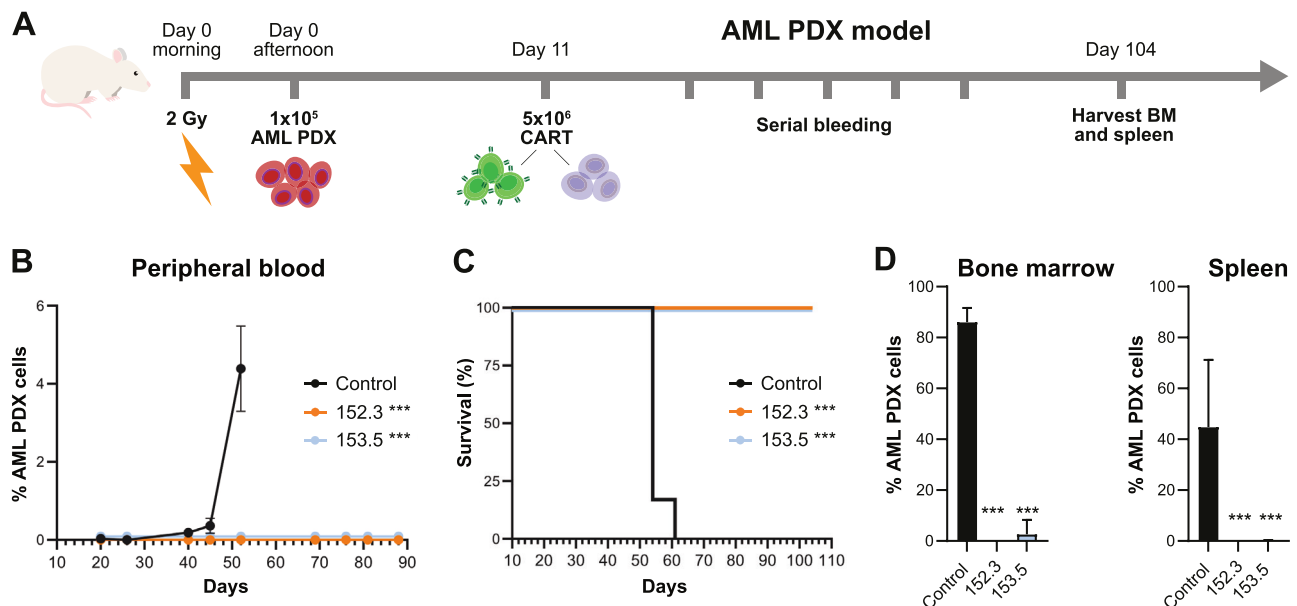 A
Day 0
morning
Day 0
afternoon
Day 11
AML PDX model
Day 104
2 Gy
1x10⁵
AML PDX
5x10⁶
CART
Serial bleeding
Harvest BM
and spleen
B
Peripheral blood
% AML PDX cells
6
4
2
0
10 20 30 40 50 60 70 80 90
Days
Control
152.3 ***
153.5 ***
C
Survival (%)
100
75
50
25
0
10 20 30 40 50 60 70 80 90 100 110
Days
Control
152.3 ***
153.5 ***
D
Bone marrow
% AML PDX cells
100
80
60
40
20
0
*** ***
Control
152.3
153.5
Spleen
% AML PDX cells
100
80
60
40
20
0
*** ***
Control
152.3
153.5